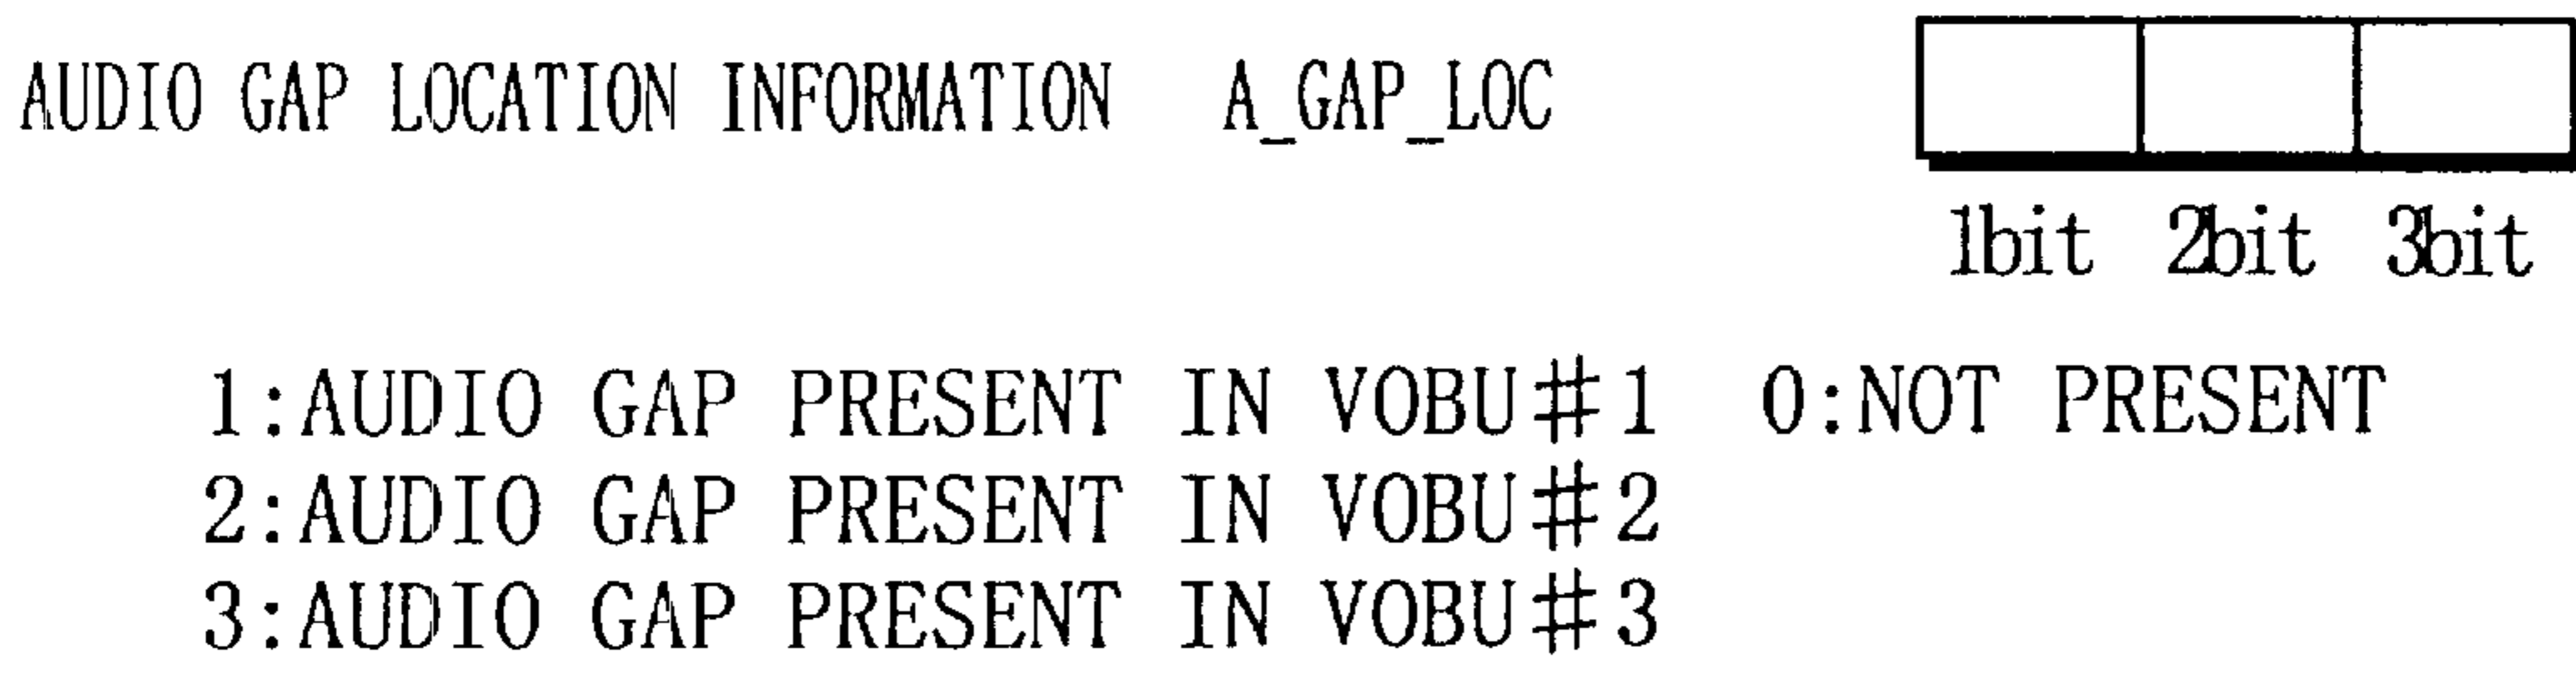 AUDIO GAP LOCATION INFORMATION A_GAP_LOC
1bit 2bit 3bit
1:AUDIO GAP PRESENT IN VOBU#1 0:NOT PRESENT
2:AUDIO GAP PRESENT IN VOBU#2
3:AUDIO GAP PRESENT IN VOBU#3